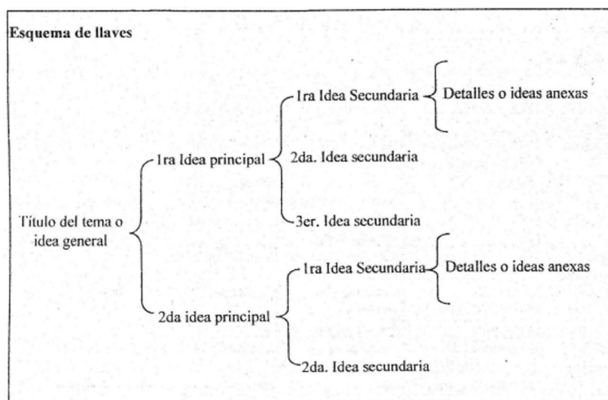 Esquema de llaves
1ra Idea Secundaria
Detalles o ideas anexas
1ra Idea principal
2da. Idea secundaria
Título del tema o
idea general
3er. Idea secundaria
1ra Idea Secundaria
Detalles o ideas anexas
2da idea principal
2da. Idea secundaria